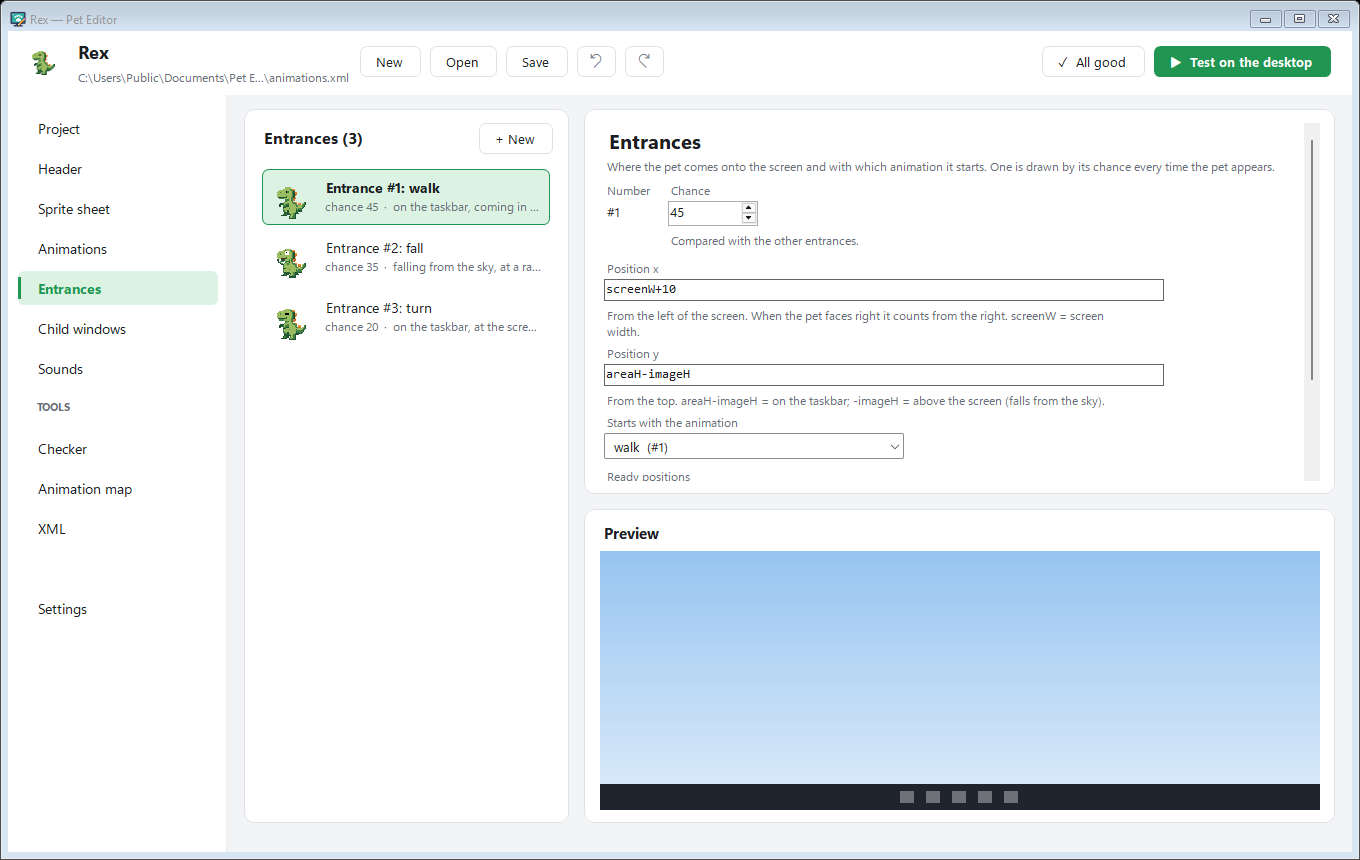 Rex — Pet Editor
Rex
C:\Users\Public\Documents\Pet E...\animations.xml
New
Open
Save
✓ All good
▶ Test on the desktop
Project
Header
Sprite sheet
Animations
Entrances
Child windows
Sounds
TOOLS
Checker
Animation map
XML
Settings
Entrances (3)
+ New
Entrance #1: walk
chance 45 · on the taskbar, coming in ...
Entrance #2: fall
chance 35 · falling from the sky, at a ra...
Entrance #3: turn
chance 20 · on the taskbar, at the scre...
Entrances
Where the pet comes onto the screen and with which animation it starts. One is drawn by its chance every time the pet appears.
Number Chance
#1 45
Compared with the other entrances.
Position x
screenW+10
From the left of the screen. When the pet faces right it counts from the right. screenW = screen
width.
Position y
areaH-imageH
From the top. areaH-imageH = on the taskbar; -imageH = above the screen (falls from the sky).
Starts with the animation
walk (#1)
Ready positions
Preview